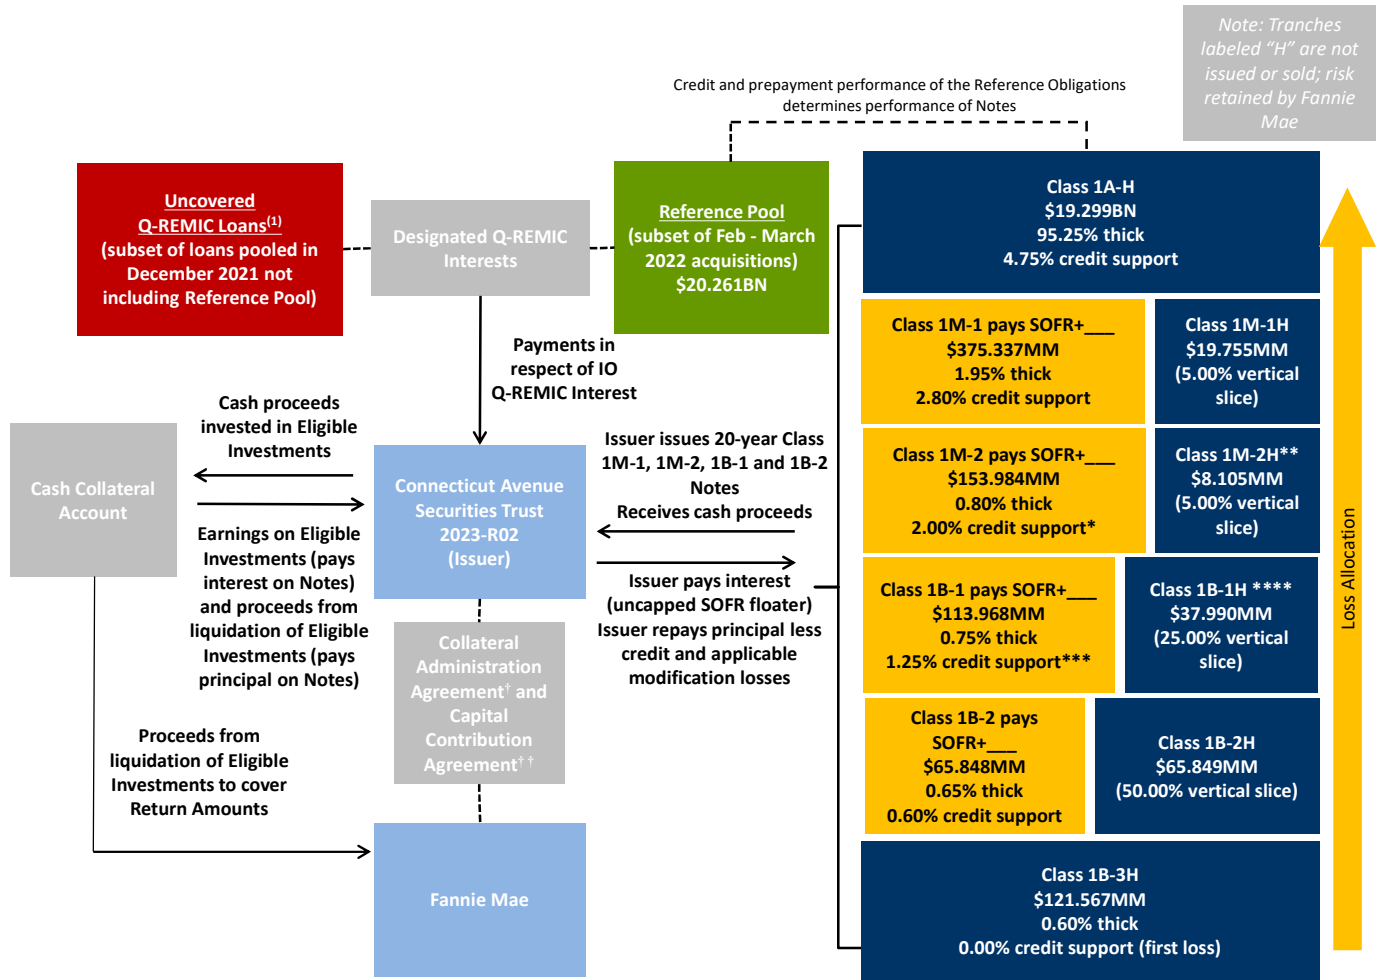 Note: Tranches
labeled “H” are not
issued or sold; risk
retained by Fannie
Mae
Credit and prepayment performance of the Reference Obligations
determines performance of Notes
Uncovered
Q-REMIC Loans(1)
(subset of loans pooled in
December 2021 not
including Reference Pool)
Designated Q-REMIC
Interests
Reference Pool
(subset of Feb - March
2022 acquisitions)
$20.261BN
Class 1A-H
$19.299BN
95.25% thick
4.75% credit support
Payments in
respect of IO
Q-REMIC Interest
Class 1M-1 pays SOFR+___
$375.337MM
1.95% thick
2.80% credit support
Class 1M-1H
$19.755MM
(5.00% vertical
slice)
Cash proceeds
invested in Eligible
Investments
Cash Collateral
Account
Earnings on Eligible
Investments (pays
interest on Notes)
and proceeds from
liquidation of Eligible
Investments (pays
principal on Notes)
Connecticut Avenue
Securities Trust
2023-R02
(Issuer)
Issuer issues 20-year Class
1M-1, 1M-2, 1B-1 and 1B-2
Notes
Receives cash proceeds
Issuer pays interest
(uncapped SOFR floater)
Issuer repays principal less
credit and applicable
modification losses
Class 1M-2 pays SOFR+___
$153.984MM
0.80% thick
2.00% credit support*
Class 1M-2H**
$8.105MM
(5.00% vertical
slice)
Class 1B-1 pays SOFR+___
$113.968MM
0.75% thick
1.25% credit support***
Class 1B-1H ****
$37.990MM
(25.00% vertical
slice)
Loss Allocation
Collateral
Administration
Agreement† and
Capital
Contribution
Agreement††
Proceeds from
liquidation of Eligible
Investments to cover
Return Amounts
Class 1B-2 pays
SOFR+___
$65.848MM
0.65% thick
0.60% credit support
Class 1B-2H
$65.849MM
(50.00% vertical slice)
Fannie Mae
Class 1B-3H
$121.567MM
0.60% thick
0.00% credit support (first loss)